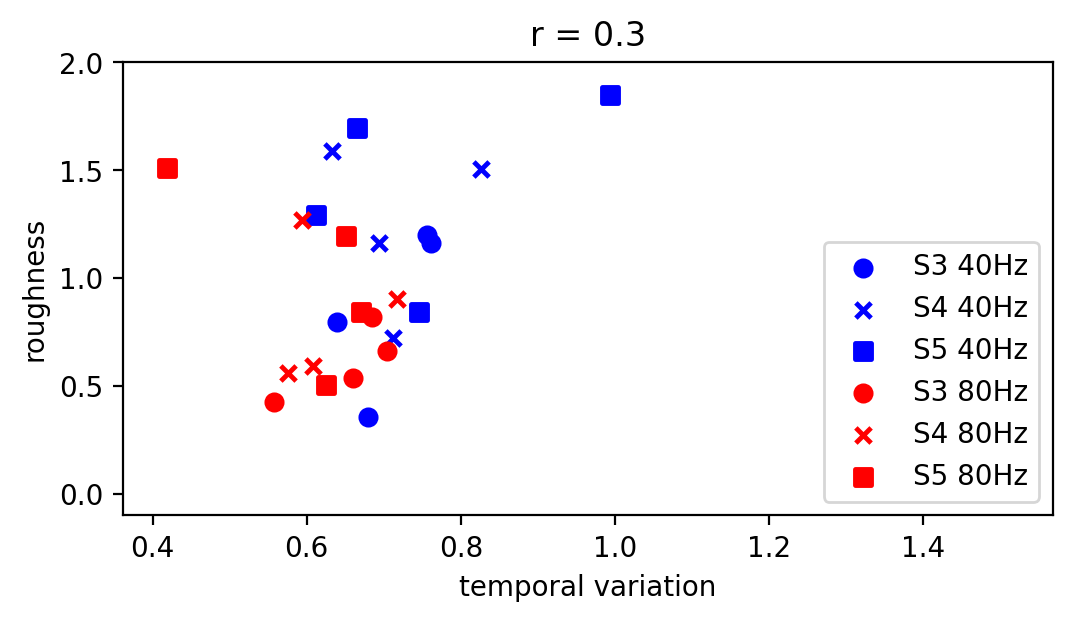 r = 0.3
2.0
1.5
1.0
0.5
0.0
roughness
S3 40Hz
S4 40Hz
S5 40Hz
S3 80Hz
S4 80Hz
S5 80Hz
0.4 0.6 0.8 1.0 1.2 1.4
temporal variation